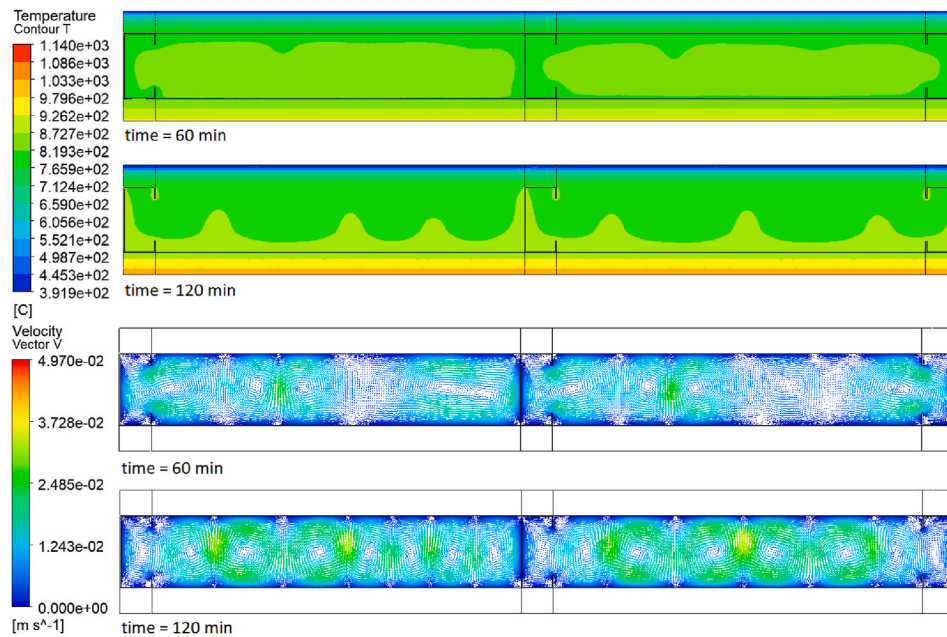 Temperature
Contour T
1.140e+03
1.086e+03
1.033e+03
9.796e+02
9.262e+02
8.727e+02
8.193e+02
7.659e+02
7.124e+02
6.590e+02
6.056e+02
5.521e+02
4.987e+02
4.453e+02
3.919e+02
[C]
time = 60 min
time = 120 min
Velocity
Vector V
4.970e-02
3.728e-02
2.485e-02
1.243e-02
0.000e+00
[m s^-1]
time = 60 min
time = 120 min